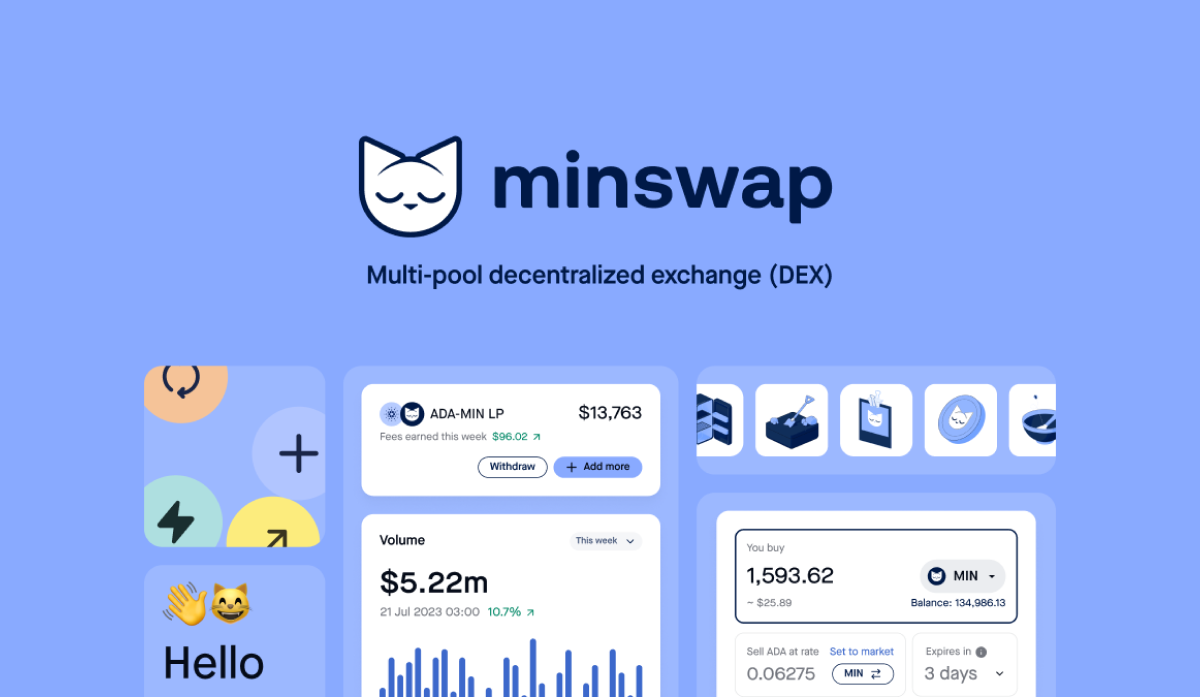 minswap
Multi-pool decentralized exchange (DEX)
ADA-MIN LP
$13,763
Fees earned this week $96.02
Withdraw
+ Add more
Volume
This week
$5.22m
21 Jul 2023 03:00 10.7%
Hello
You buy
1,593.62
MIN
~ $25.89
Balance: 134,986.13
Sell ADA at rate Set to market
0.06275
MIN
Expires in
3 days